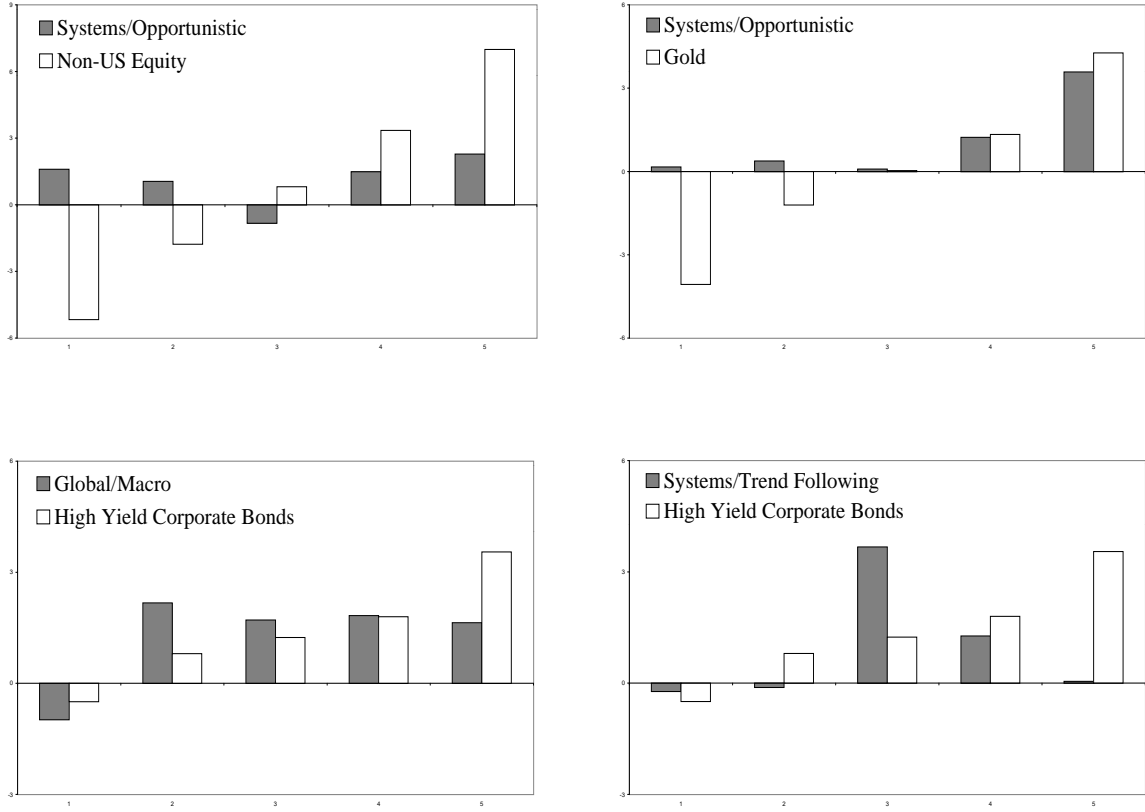 9
Systems/Opportunistic
Non-US Equity
6
3
0
-3
-6
1 2 3 4 5
6
Systems/Opportunistic
Gold
3
0
-3
-6
1 2 3 4 5
6
Global/Macro
High Yield Corporate Bonds
3
0
-3
1 2 3 4 5
6
Systems/Trend Following
High Yield Corporate Bonds
3
0
-3
1 2 3 4 5